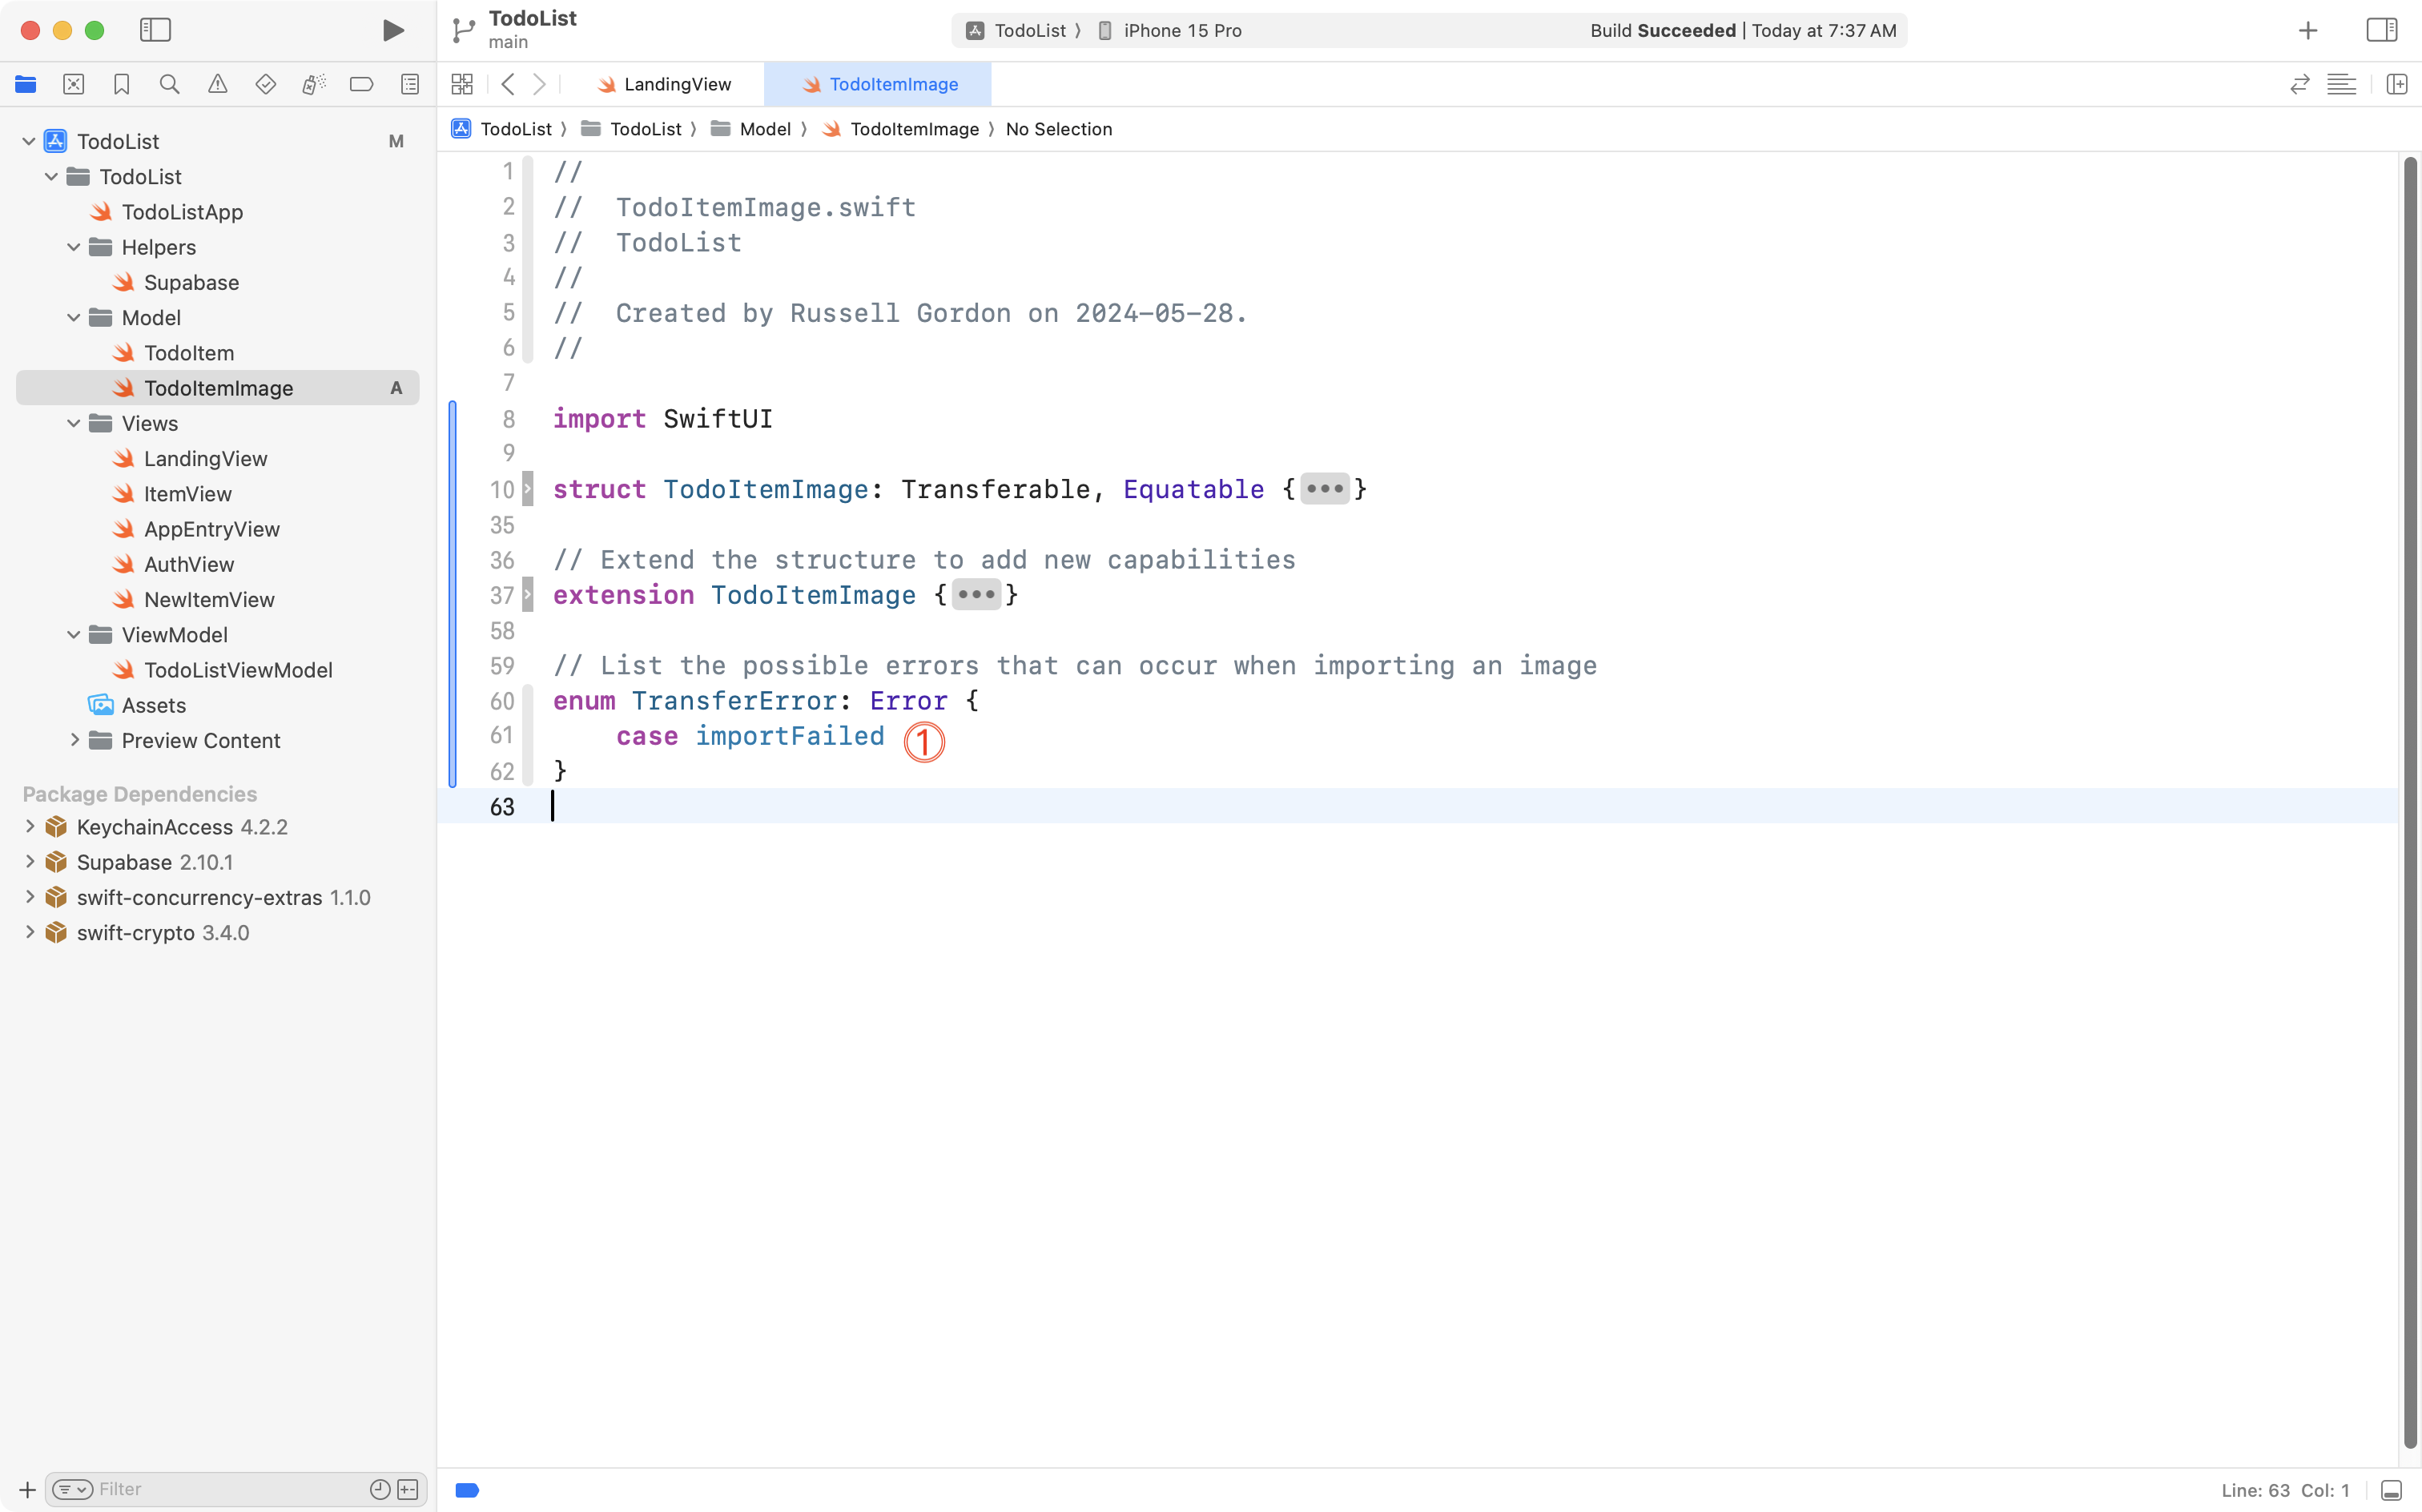 TodoList
main
TodoList 〉 iPhone 15 Pro
Build Succeeded | Today at 7:37 AM
LandingView
TodoItemImage
TodoList 〉 TodoList 〉 Model 〉 TodoItemImage 〉 No Selection
TodoList M
TodoList
TodoListApp
Helpers
Supabase
Model
TodoItem
TodoItemImage A
Views
LandingView
ItemView
AppEntryView
AuthView
NewItemView
ViewModel
TodoListViewModel
Assets
Preview Content
Package Dependencies
KeychainAccess 4.2.2
Supabase 2.10.1
swift-concurrency-extras 1.1.0
swift-crypto 3.4.0
Filter
1 //
2 //  TodoItemImage.swift
3 //  TodoList
4 //
5 //  Created by Russell Gordon on 2024-05-28.
6 //
7
8 import SwiftUI
9
10 struct TodoItemImage: Transferable, Equatable {•••}
35
36 // Extend the structure to add new capabilities
37 extension TodoItemImage {•••}
58
59 // List the possible errors that can occur when importing an image
60 enum TransferError: Error {
61     case importFailed ①
62 }
63
Line: 63 Col: 1